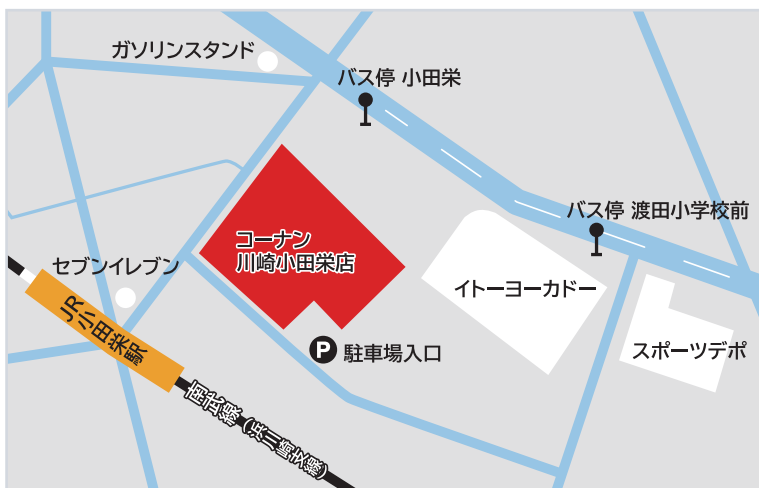 ガソリンスタンド
バス停 小田栄
バス停 渡田小学校前
コーナン
川崎小田栄店
セブンイレブン
イトーヨーカドー
JR小田栄駅
P 駐車場入口
スポーツデポ
南武線(浜川崎支線)